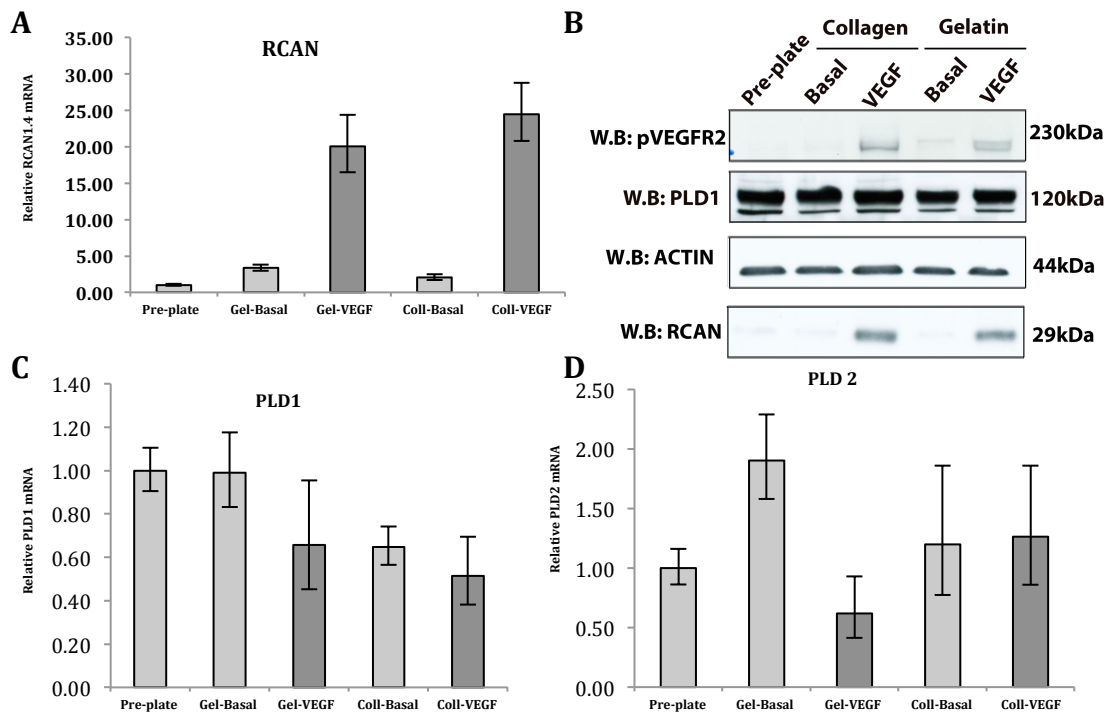 A
RCAN
Relative RCAN1.4 mRNA
35.00
30.00
25.00
20.00
15.00
10.00
5.00
0.00
Pre-plate Gel-Basal Gel-VEGF Coll-Basal Coll-VEGF
B
Collagen Gelatin
Pre-plate Basal VEGF Basal VEGF
W.B: pVEGFR2 230kDa
W.B: PLD1 120kDa
W.B: ACTIN 44kDa
W.B: RCAN 29kDa
C
PLD1
Relative PLD1 mRNA
1.40
1.20
1.00
0.80
0.60
0.40
0.20
0.00
Pre-plate Gel-Basal Gel-VEGF Coll-Basal Coll-VEGF
D
PLD 2
Relative PLD2 mRNA
2.50
2.00
1.50
1.00
0.50
0.00
Pre-plate Gel-Basal Gel-VEGF Coll-Basal Coll-VEGF